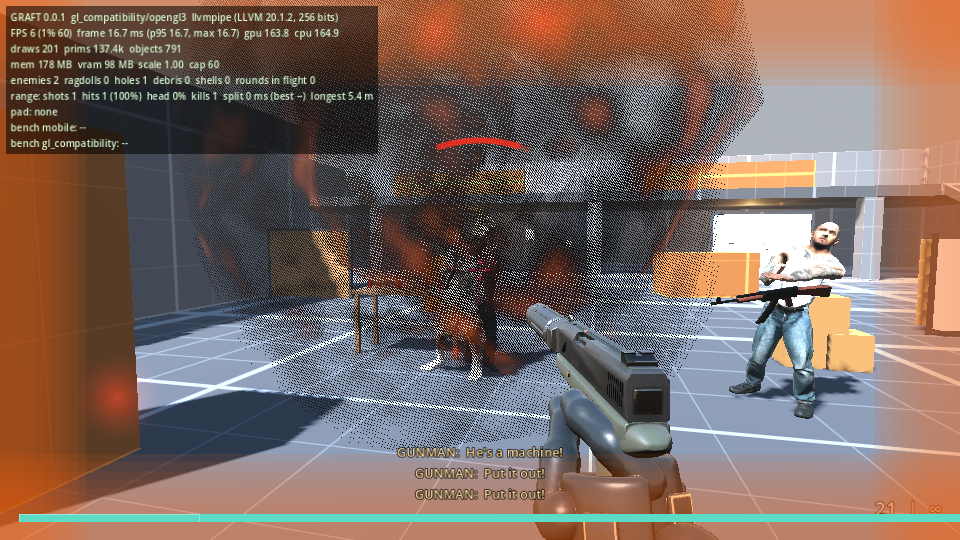 GRAFT 0.0.1 gl_compatibility/opengl3 llvmpipe (LLVM 20.1.2, 256 bits)
FPS 6 (1% 60) frame 16.7 ms (p95 16.7, max 16.7) gpu 163.8 cpu 164.9
draws 201 prims 137.4k objects 791
mem 178 MB vram 98 MB scale 1.00 cap 60
enemies 2 ragdolls 0 holes 1 debris 0 shells 0 rounds in flight 0
range: shots 1 hits 1 (100%) head 0% kills 1 split 0 ms (best --) longest 5.4 m
pad: none
bench mobile: --
bench gl_compatibility: --
GUNMAN: He's a machine!
GUNMAN: Put it out!
GUNMAN: Put it out!
21 | ∞